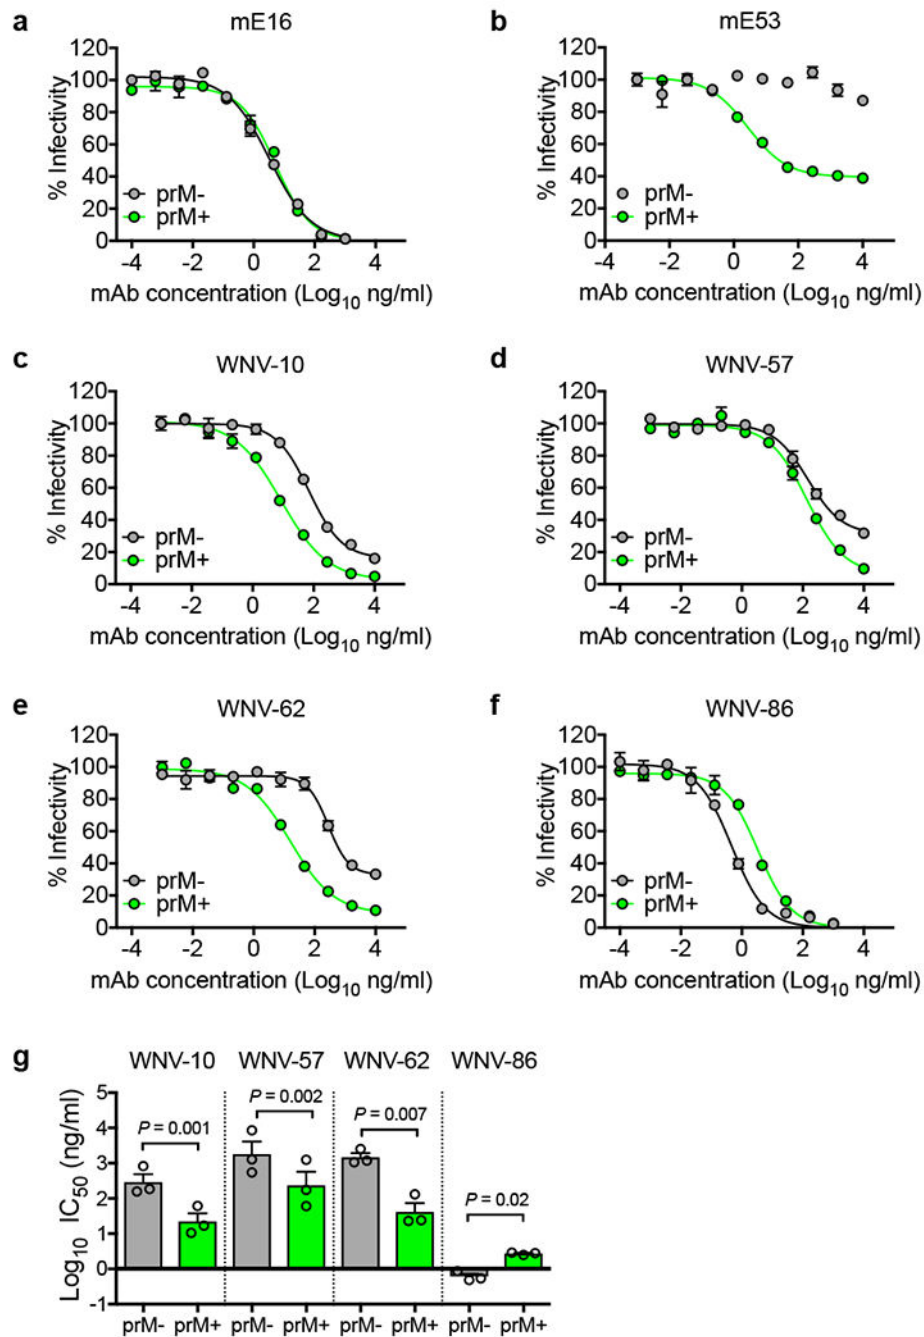 a
mE16
120
100
80
60
40
20
0
% Infectivity
prM-
prM+
-4 -2 0 2 4
mAb concentration (Log10 ng/ml)
b
mE53
120
100
80
60
40
20
0
% Infectivity
prM-
prM+
-4 -2 0 2 4
mAb concentration (Log10 ng/ml)
c
WNV-10
120
100
80
60
40
20
0
% Infectivity
prM-
prM+
-4 -2 0 2 4
mAb concentration (Log10 ng/ml)
d
WNV-57
120
100
80
60
40
20
0
% Infectivity
prM-
prM+
-4 -2 0 2 4
mAb concentration (Log10 ng/ml)
e
WNV-62
120
100
80
60
40
20
0
% Infectivity
prM-
prM+
-4 -2 0 2 4
mAb concentration (Log10 ng/ml)
f
WNV-86
120
100
80
60
40
20
0
% Infectivity
prM-
prM+
-4 -2 0 2 4
mAb concentration (Log10 ng/ml)
g
WNV-10 WNV-57 WNV-62 WNV-86
5
4
3
2
1
0
-1
Log10 IC50 (ng/ml)
P = 0.001
P = 0.002
P = 0.007
P = 0.02
prM- prM+ prM- prM+ prM- prM+ prM- prM+